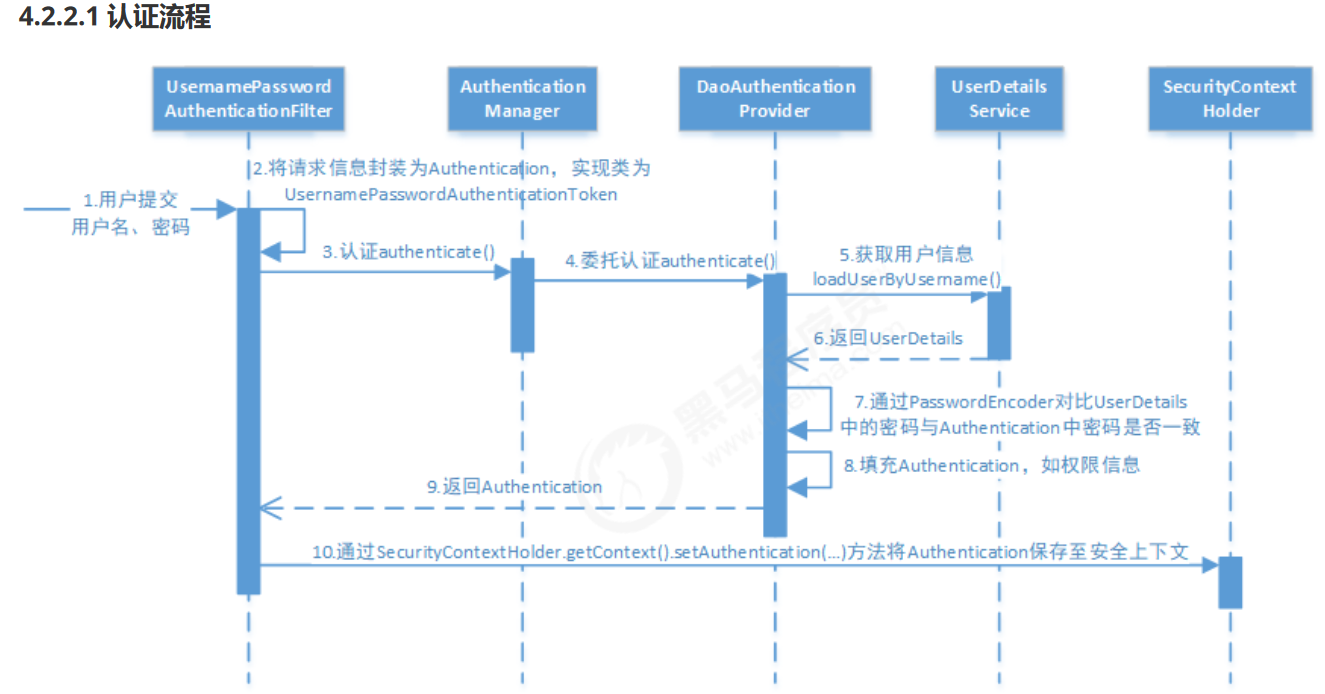 4.2.2.1 认证流程
UsernamePassword
AuthenticationFilter
Authentication
Manager
DaoAuthentication
Provider
UserDetails
Service
SecurityContext
Holder
1.用户提交
用户名、密码
2.将请求信息封装为Authentication，实现类为
UsernamePasswordAuthenticationToken
3.认证authenticate()
4.委托认证authenticate()
5.获取用户信息
loadUserByUsername()
6.返回UserDetails
7.通过PasswordEncoder对比UserDetails
中的密码与Authentication中密码是否一致
8.填充Authentication，如权限信息
9.返回Authentication
10.通过SecurityContextHolder.getContext().setAuthentication(...)方法将Authentication保存至安全上下文
黑马程序员